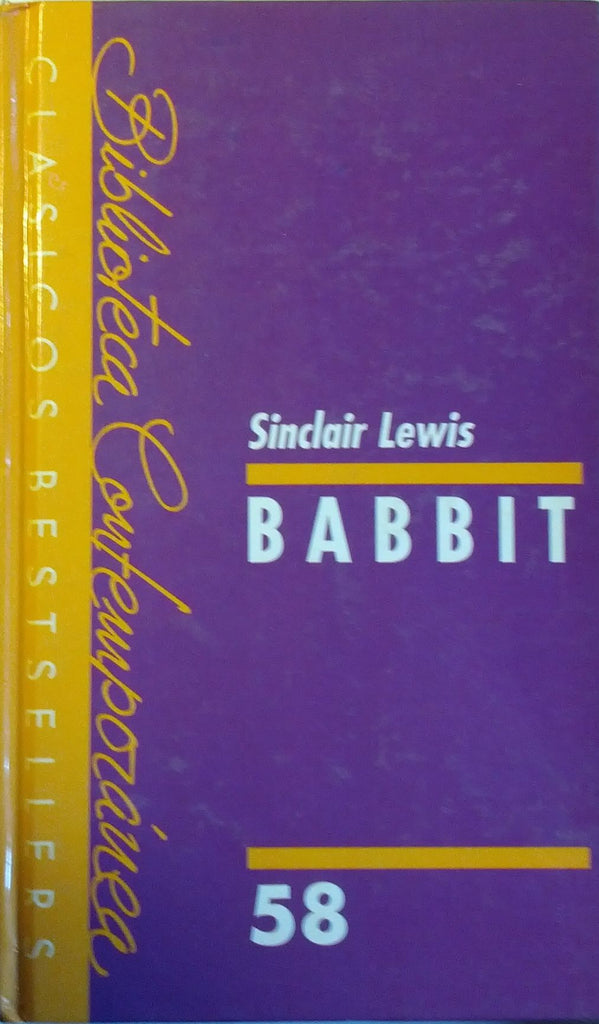 CLASICOS BESTSELLERS
Biblioteca Contemporánea
Sinclair Lewis
BABBIT
58